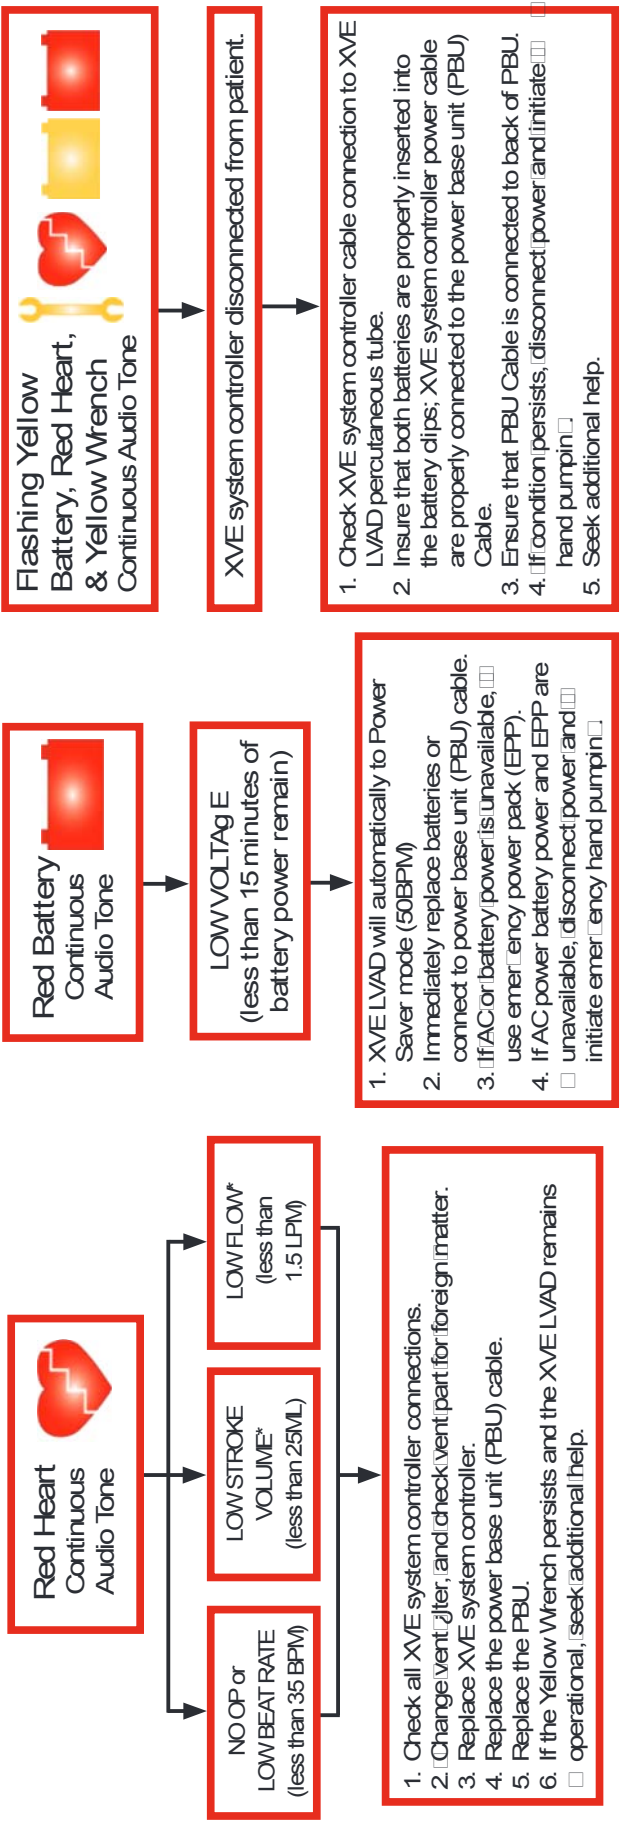 Red Heart
Continuous
Audio Tone
NO OP or
LOW BEAT RATE
(less than 35 BPM)
LOW STROKE
VOLUME*
(less than 25ML)
LOW FLOW*
(less than
1.5 LPM)
1. Check all XVE system controller connections.
2. Change vent filter, and check vent part for foreign matter.
3. Replace XVE system controller.
4. Replace the power base unit (PBU) cable.
5. Replace the PBU.
6. If the Yellow Wrench persists and the XVE LVAD remains
operational, seek additional help.
Red Battery
Continuous
Audio Tone
LOW VOLTAgE
(less than 15 minutes of
battery power remain)
1. XVE LVAD will automatically to Power
Saver mode (50BPM)
2. Immediately replace batteries or
connect to power base unit (PBU) cable.
3. If AC or battery power is unavailable,
use emer□ency power pack (EPP).
4. If AC power battery power and EPP are
unavailable, disconnect power and
initiate emer□ency hand pumpin□.
Flashing Yellow
Battery, Red Heart,
& Yellow Wrench
Continuous Audio Tone
XVE system controller disconnected from patient.
1. Check XVE system controller cable connection to XVE
LVAD percutaneous tube.
2. Insure that both batteries are properly inserted into
the battery clips; XVE system controller power cable
are properly connected to the power base unit (PBU)
Cable.
3. Ensure that PBU Cable is connected to back of PBU.
4. If condition persists, disconnect power and initiate
hand pumpin□.
5. Seek additional help.